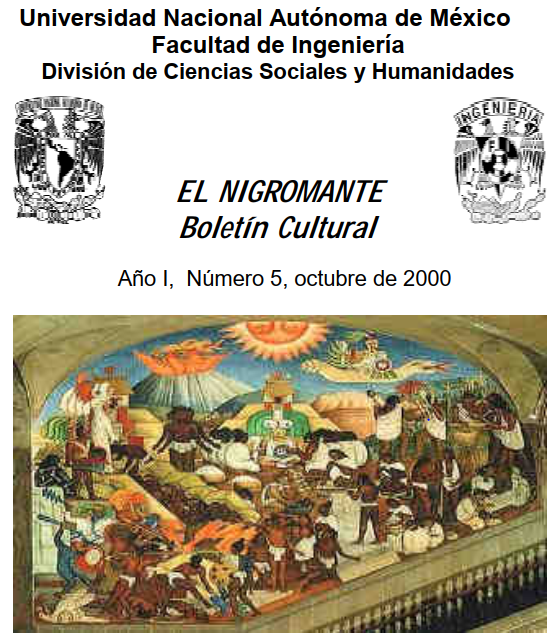 Universidad Nacional Autónoma de México
Facultad de Ingeniería
División de Ciencias Sociales y Humanidades
INGENIERIA
EL NIGROMANTE
Boletín Cultural
Año I, Número 5, octubre de 2000